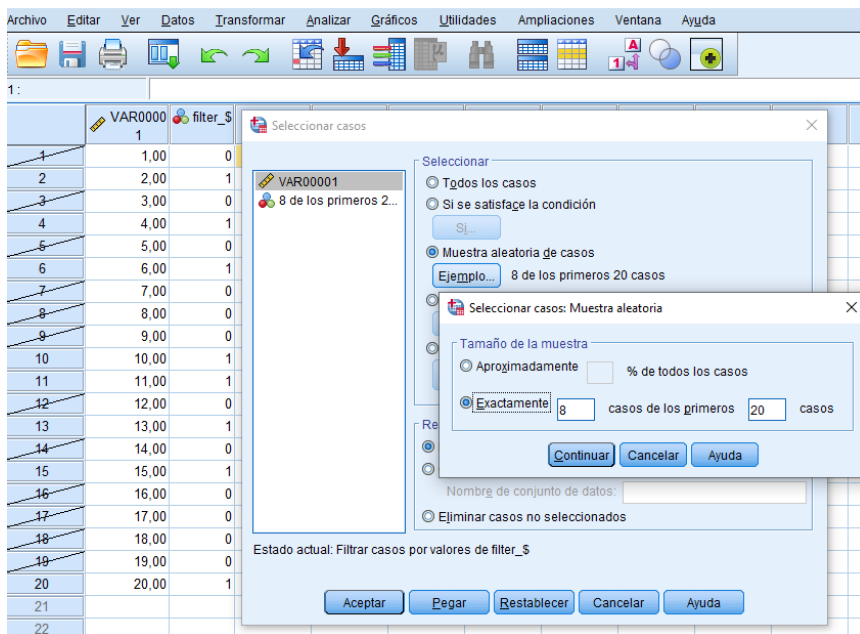 Archivo Editar Ver Datos Transformar Analizar Gráficos Utilidades Ampliaciones Ventana Ayuda
1 :
VAR0000 filter_$
1
1 1,00 0
2 2,00 1
3 3,00 0
4 4,00 1
5 5,00 0
6 6,00 1
7 7,00 0
8 8,00 0
9 9,00 0
10 10,00 1
11 11,00 1
12 12,00 0
13 13,00 1
14 14,00 0
15 15,00 1
16 16,00 0
17 17,00 0
18 18,00 0
19 19,00 0
20 20,00 1
21
22
Seleccionar casos
VAR00001
8 de los primeros 2...
Seleccionar
Todos los casos
Si se satisface la condición
Si...
Muestra aleatoria de casos
Ejemplo... 8 de los primeros 20 casos
Seleccionar casos: Muestra aleatoria
Tamaño de la muestra
Aproximadamente % de todos los casos
Exactamente 8 casos de los primeros 20 casos
Continuar Cancelar Ayuda
Re
Nombre de conjunto de datos:
Eliminar casos no seleccionados
Estado actual: Filtrar casos por valores de filter_$
Aceptar Pegar Restablecer Cancelar Ayuda